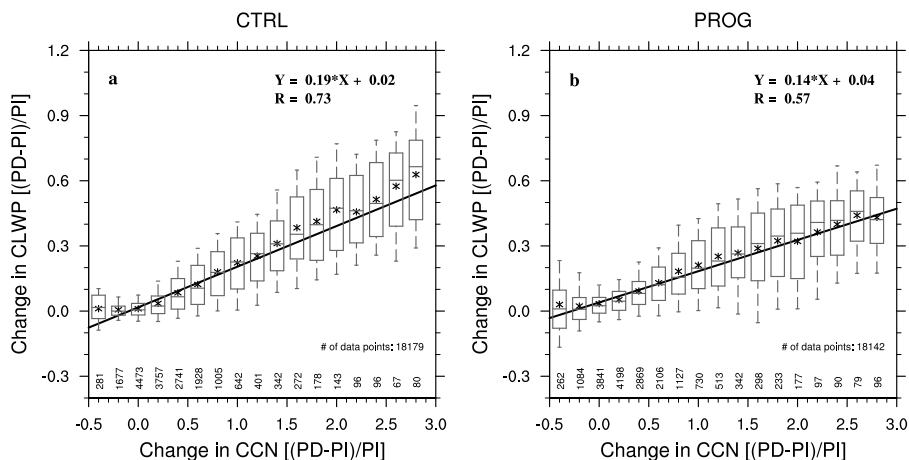 CTRL
a
Y = 0.19*X + 0.02
R = 0.73
# of data points: 18179
1.2
0.9
0.6
0.3
0.0
-0.3
Change in CLWP [(PD-PI)/PI]
281 1677 4473 3757 2741 1928 1005 642 401 342 272 178 143 96 96 67 80
-0.5 0.0 0.5 1.0 1.5 2.0 2.5 3.0
Change in CCN [(PD-PI)/PI]
PROG
b
Y = 0.14*X + 0.04
R = 0.57
# of data points: 18142
1.2
0.9
0.6
0.3
0.0
-0.3
Change in CLWP [(PD-PI)/PI]
262 1084 3841 4198 2869 2106 1127 730 513 342 298 233 177 97 90 79 96
-0.5 0.0 0.5 1.0 1.5 2.0 2.5 3.0
Change in CCN [(PD-PI)/PI]